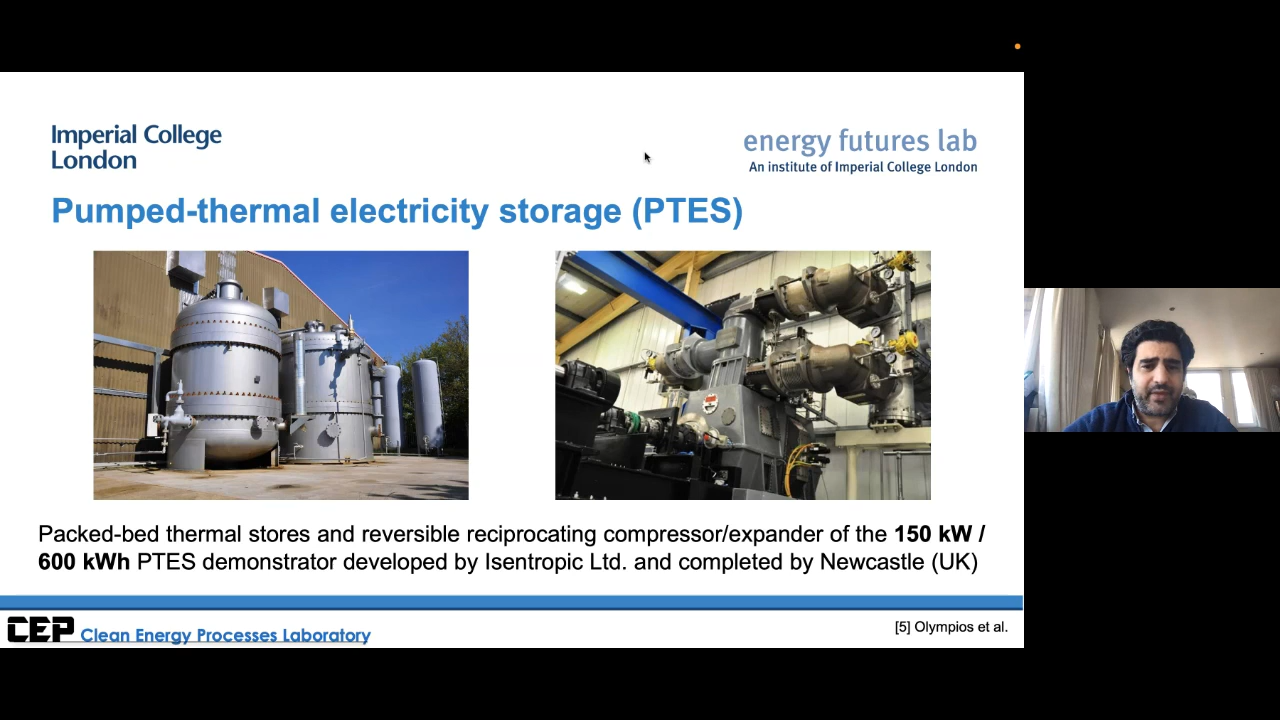 Imperial College
London
energy futures lab
An institute of Imperial College London
Pumped-thermal electricity storage (PTES)
Packed-bed thermal stores and reversible reciprocating compressor/expander of the 150 kW /
600 kWh PTES demonstrator developed by Isentropic Ltd. and completed by Newcastle (UK)
CEP Clean Energy Processes Laboratory
[5] Olympios et al.